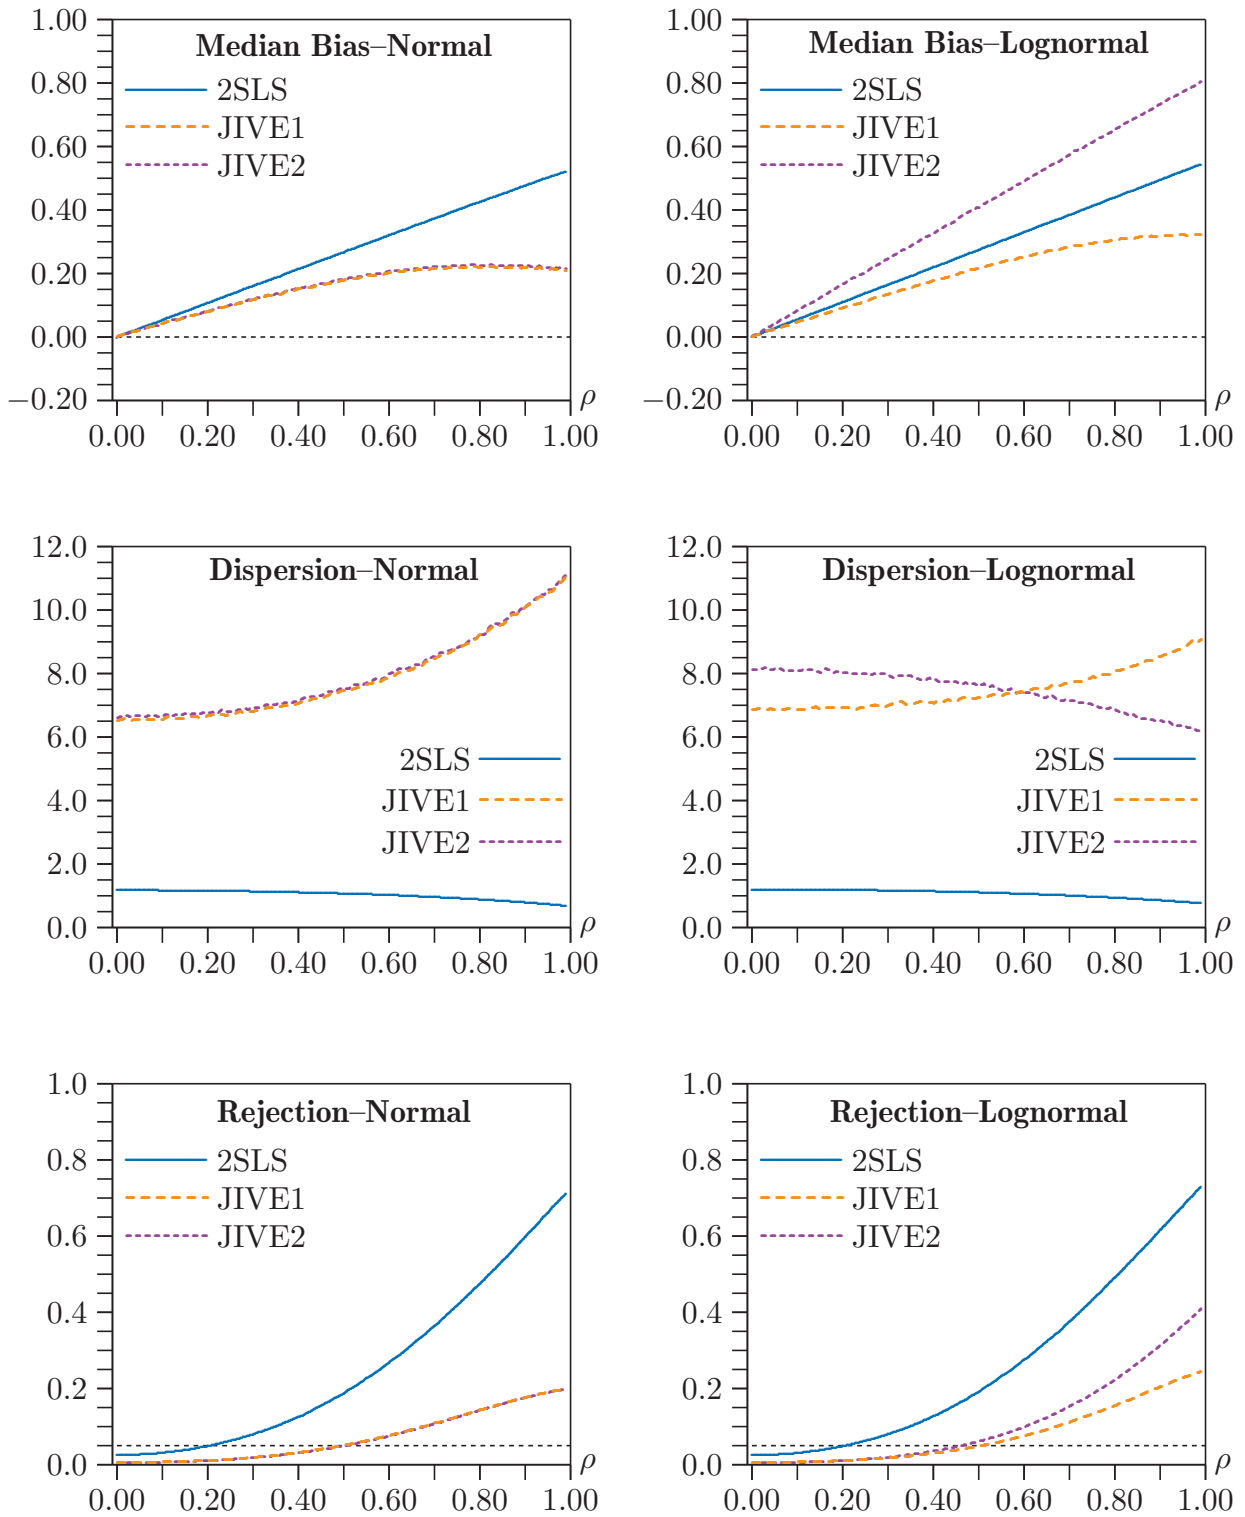 Median Bias–Normal
1.00
0.80
0.60
0.40
0.20
0.00
−0.20
2SLS
JIVE1
JIVE2
0.00 0.20 0.40 0.60 0.80 1.00
ρ
Median Bias–Lognormal
1.00
0.80
0.60
0.40
0.20
0.00
−0.20
2SLS
JIVE1
JIVE2
0.00 0.20 0.40 0.60 0.80 1.00
ρ
Dispersion–Normal
12.0
10.0
8.0
6.0
4.0
2.0
0.0
2SLS
JIVE1
JIVE2
0.00 0.20 0.40 0.60 0.80 1.00
ρ
Dispersion–Lognormal
12.0
10.0
8.0
6.0
4.0
2.0
0.0
2SLS
JIVE1
JIVE2
0.00 0.20 0.40 0.60 0.80 1.00
ρ
Rejection–Normal
1.0
0.8
0.6
0.4
0.2
0.0
2SLS
JIVE1
JIVE2
0.00 0.20 0.40 0.60 0.80 1.00
ρ
Rejection–Lognormal
1.0
0.8
0.6
0.4
0.2
0.0
2SLS
JIVE1
JIVE2
0.00 0.20 0.40 0.60 0.80 1.00
ρ